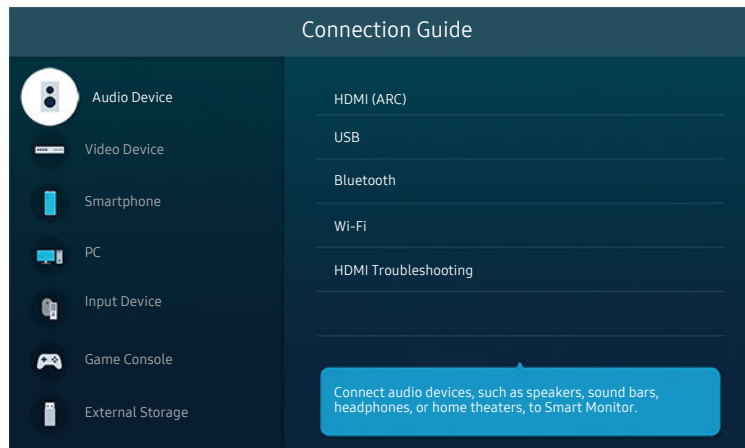 Connection Guide
Audio Device
Video Device
Smartphone
PC
Input Device
Game Console
External Storage
HDMI (ARC)
USB
Bluetooth
Wi-Fi
HDMI Troubleshooting
Connect audio devices, such as speakers, sound bars,
headphones, or home theaters, to Smart Monitor.